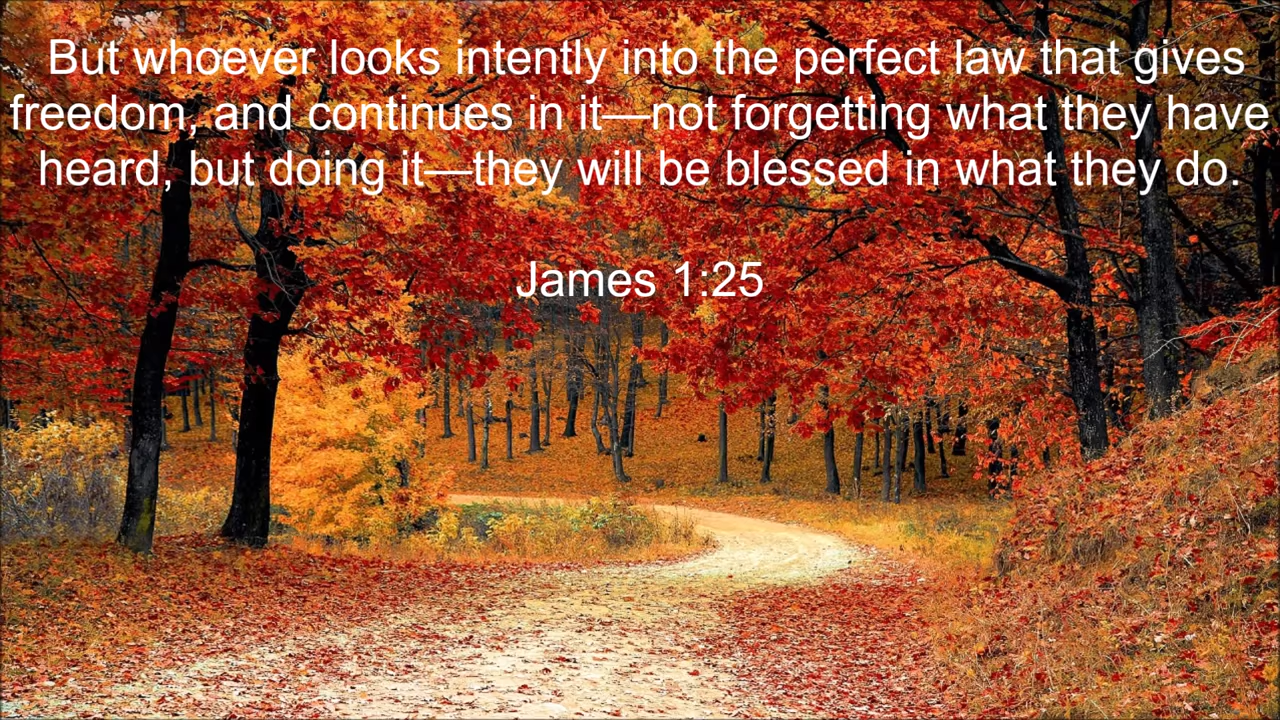 But whoever looks intently into the perfect law that gives
freedom, and continues in it—not forgetting what they have
heard, but doing it—they will be blessed in what they do.
James 1:25